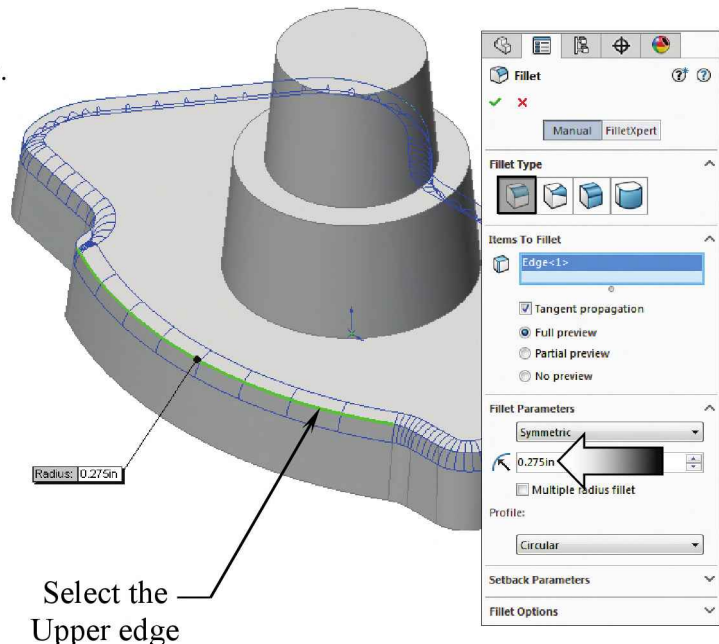 Fillet
Manual FilletXpert
Fillet Type
Items To Fillet
Edge<1>
Tangent propagation
Full preview
Partial preview
No preview
Fillet Parameters
Symmetric
0.275in
Multiple radius fillet
Profile:
Circular
Setback Parameters
Fillet Options
Radius: 0.275in
Select the
Upper edge